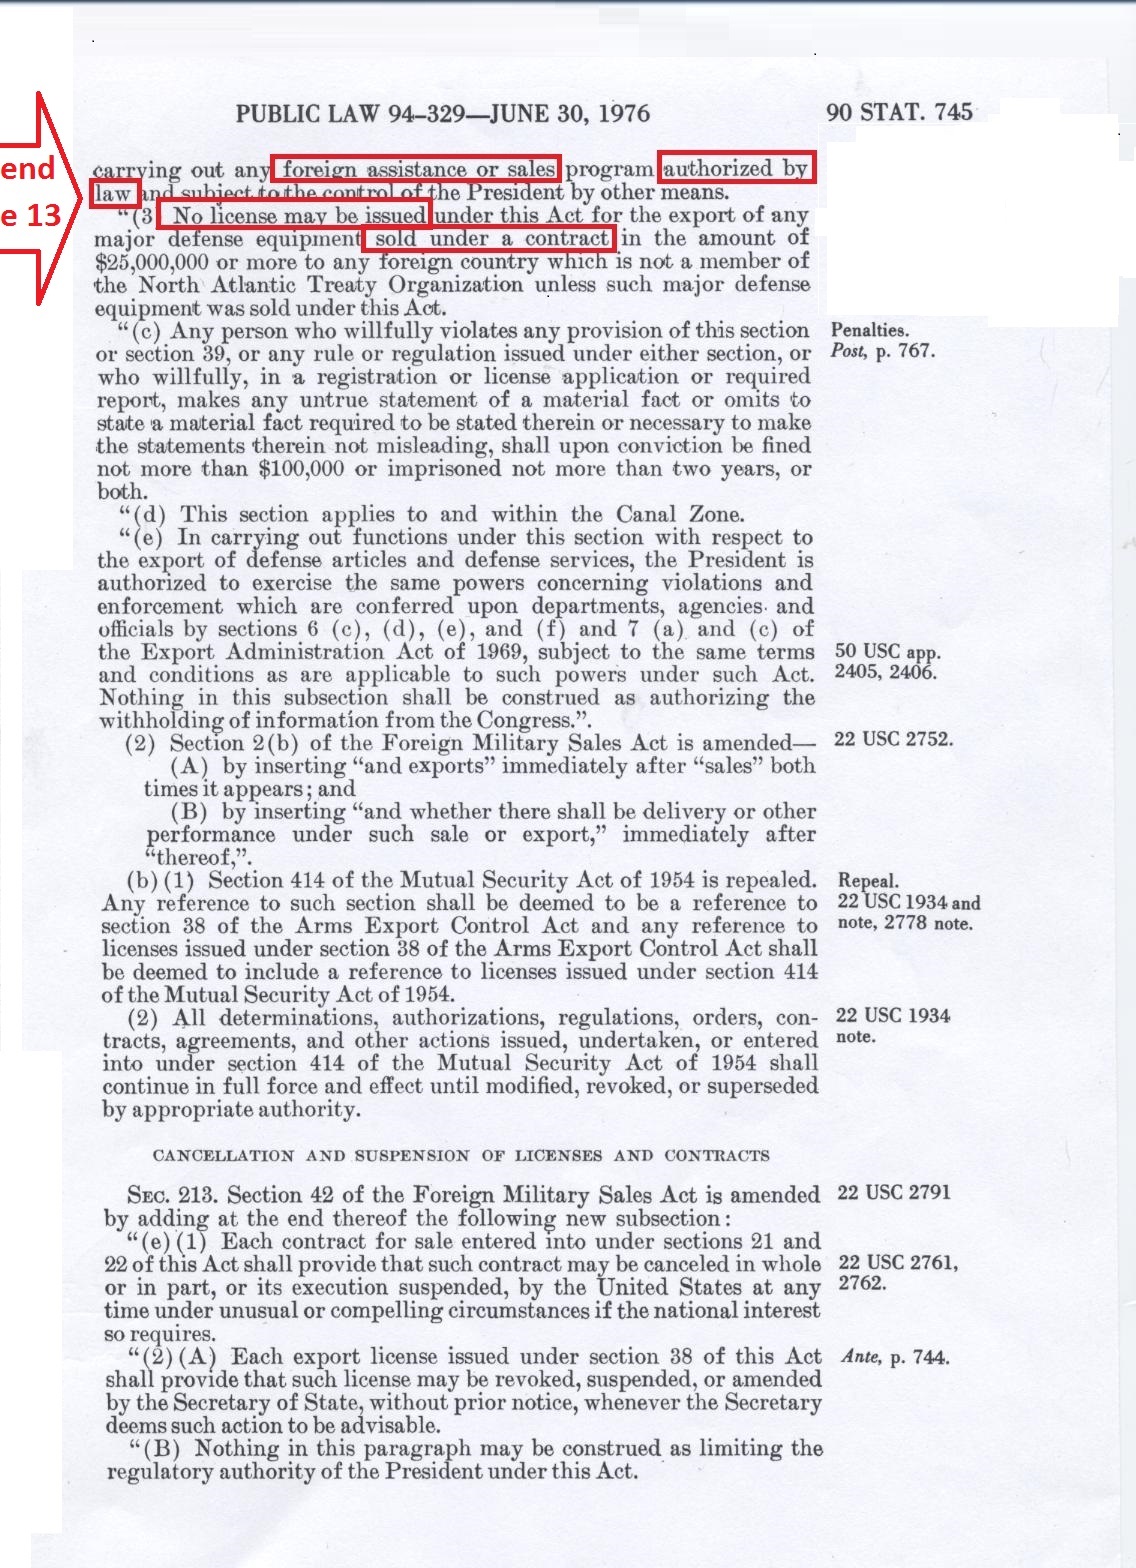 PUBLIC LAW 94–329—JUNE 30, 1976
90 STAT. 745
end
e 13
carrying out any foreign assistance or sales program authorized by
law and subject to the control of the President by other means.
“(3 No license may be issued under this Act for the export of any
major defense equipment sold under a contract in the amount of
$25,000,000 or more to any foreign country which is not a member of
the North Atlantic Treaty Organization unless such major defense
equipment was sold under this Act.
“(c) Any person who willfully violates any provision of this section
or section 39, or any rule or regulation issued under either section, or
who willfully, in a registration or license application or required
report, makes any untrue statement of a material fact or omits to
state a material fact required to be stated therein or necessary to make
the statements therein not misleading, shall upon conviction be fined
not more than $100,000 or imprisoned not more than two years, or
both.
Penalties.
Post, p. 767.
“(d) This section applies to and within the Canal Zone.
“(e) In carrying out functions under this section with respect to
the export of defense articles and defense services, the President is
authorized to exercise the same powers concerning violations and
enforcement which are conferred upon departments, agencies and
officials by sections 6 (c), (d), (e), and (f) and 7 (a) and (c) of
the Export Administration Act of 1969, subject to the same terms
and conditions as are applicable to such powers under such Act.
Nothing in this subsection shall be construed as authorizing the
withholding of information from the Congress.”.
50 USC app.
2405, 2406.
(2) Section 2(b) of the Foreign Military Sales Act is amended—
22 USC 2752.
(A) by inserting “and exports” immediately after “sales” both
times it appears; and
(B) by inserting “and whether there shall be delivery or other
performance under such sale or export,” immediately after
“thereof,”.
(b) (1) Section 414 of the Mutual Security Act of 1954 is repealed.
Any reference to such section shall be deemed to be a reference to
section 38 of the Arms Export Control Act and any reference to
licenses issued under section 38 of the Arms Export Control Act shall
be deemed to include a reference to licenses issued under section 414
of the Mutual Security Act of 1954.
Repeal.
22 USC 1934 and
note, 2778 note.
(2) All determinations, authorizations, regulations, orders, con-
tracts, agreements, and other actions issued, undertaken, or entered
into under section 414 of the Mutual Security Act of 1954 shall
continue in full force and effect until modified, revoked, or superseded
by appropriate authority.
22 USC 1934
note.
CANCELLATION AND SUSPENSION OF LICENSES AND CONTRACTS
SEC. 213. Section 42 of the Foreign Military Sales Act is amended
by adding at the end thereof the following new subsection:
22 USC 2791
“(e) (1) Each contract for sale entered into under sections 21 and
22 of this Act shall provide that such contract may be canceled in whole
or in part, or its execution suspended, by the United States at any
time under unusual or compelling circumstances if the national interest
so requires.
22 USC 2761,
2762.
“(2) (A) Each export license issued under section 38 of this Act
shall provide that such license may be revoked, suspended, or amended
by the Secretary of State, without prior notice, whenever the Secretary
deems such action to be advisable.
Ante, p. 744.
“(B) Nothing in this paragraph may be construed as limiting the
regulatory authority of the President under this Act.